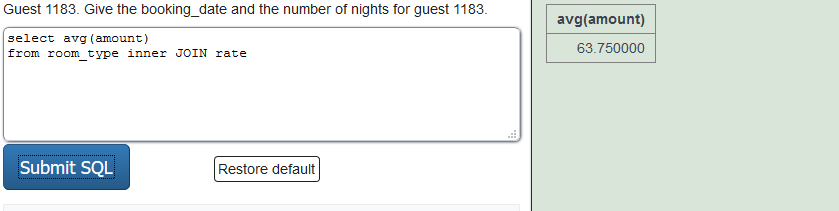 Guest 1183. Give the booking_date and the number of nights for guest 1183.
select avg(amount)
from room_type inner JOIN rate
Submit SQL
Restore default
avg(amount)
63.750000